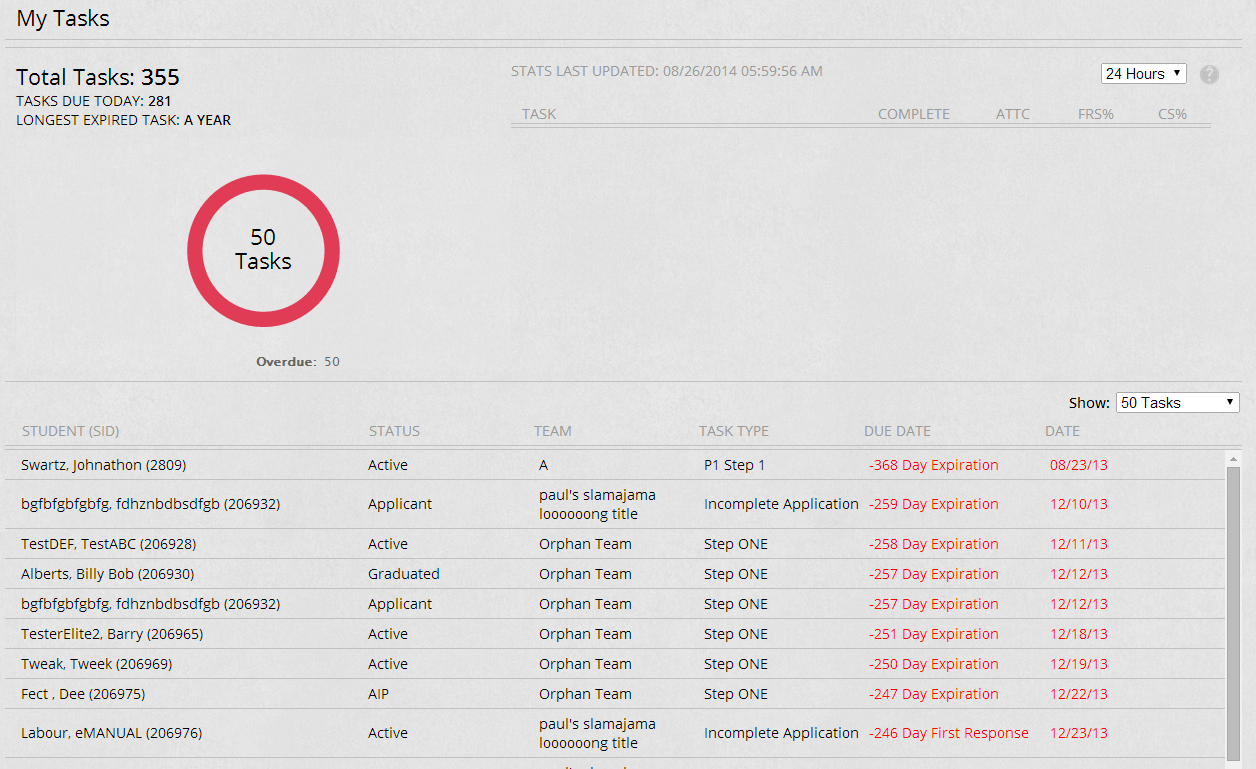 My Tasks
Total Tasks: 355
TASKS DUE TODAY: 281
LONGEST EXPIRED TASK: A YEAR
STATS LAST UPDATED: 08/26/2014 05:59:56 AM
24 Hours
?
TASK COMPLETE ATTC FRS% CS%
50
Tasks
Overdue: 50
Show: 50 Tasks
STUDENT (SID) STATUS TEAM TASK TYPE DUE DATE DATE
Swartz, Johnathon (2809) Active A P1 Step 1 -368 Day Expiration 08/23/13
bgfbfgbfgbfg, fdhznbdbsdfgb (206932) Applicant paul's slamajama loooooong title Incomplete Application -259 Day Expiration 12/10/13
TestDEF, TestABC (206928) Active Orphan Team Step ONE -258 Day Expiration 12/11/13
Alberts, Billy Bob (206930) Graduated Orphan Team Step ONE -257 Day Expiration 12/12/13
bgfbfgbfgbfg, fdhznbdbsdfgb (206932) Applicant Orphan Team Step ONE -257 Day Expiration 12/12/13
TesterElite2, Barry (206965) Active Orphan Team Step ONE -251 Day Expiration 12/18/13
Tweak, Tweek (206969) Active Orphan Team Step ONE -250 Day Expiration 12/19/13
Fect , Dee (206975) AIP Orphan Team Step ONE -247 Day Expiration 12/22/13
Labour, eMANUAL (206976) Active paul's slamajama loooooong title Incomplete Application -246 Day First Response 12/23/13